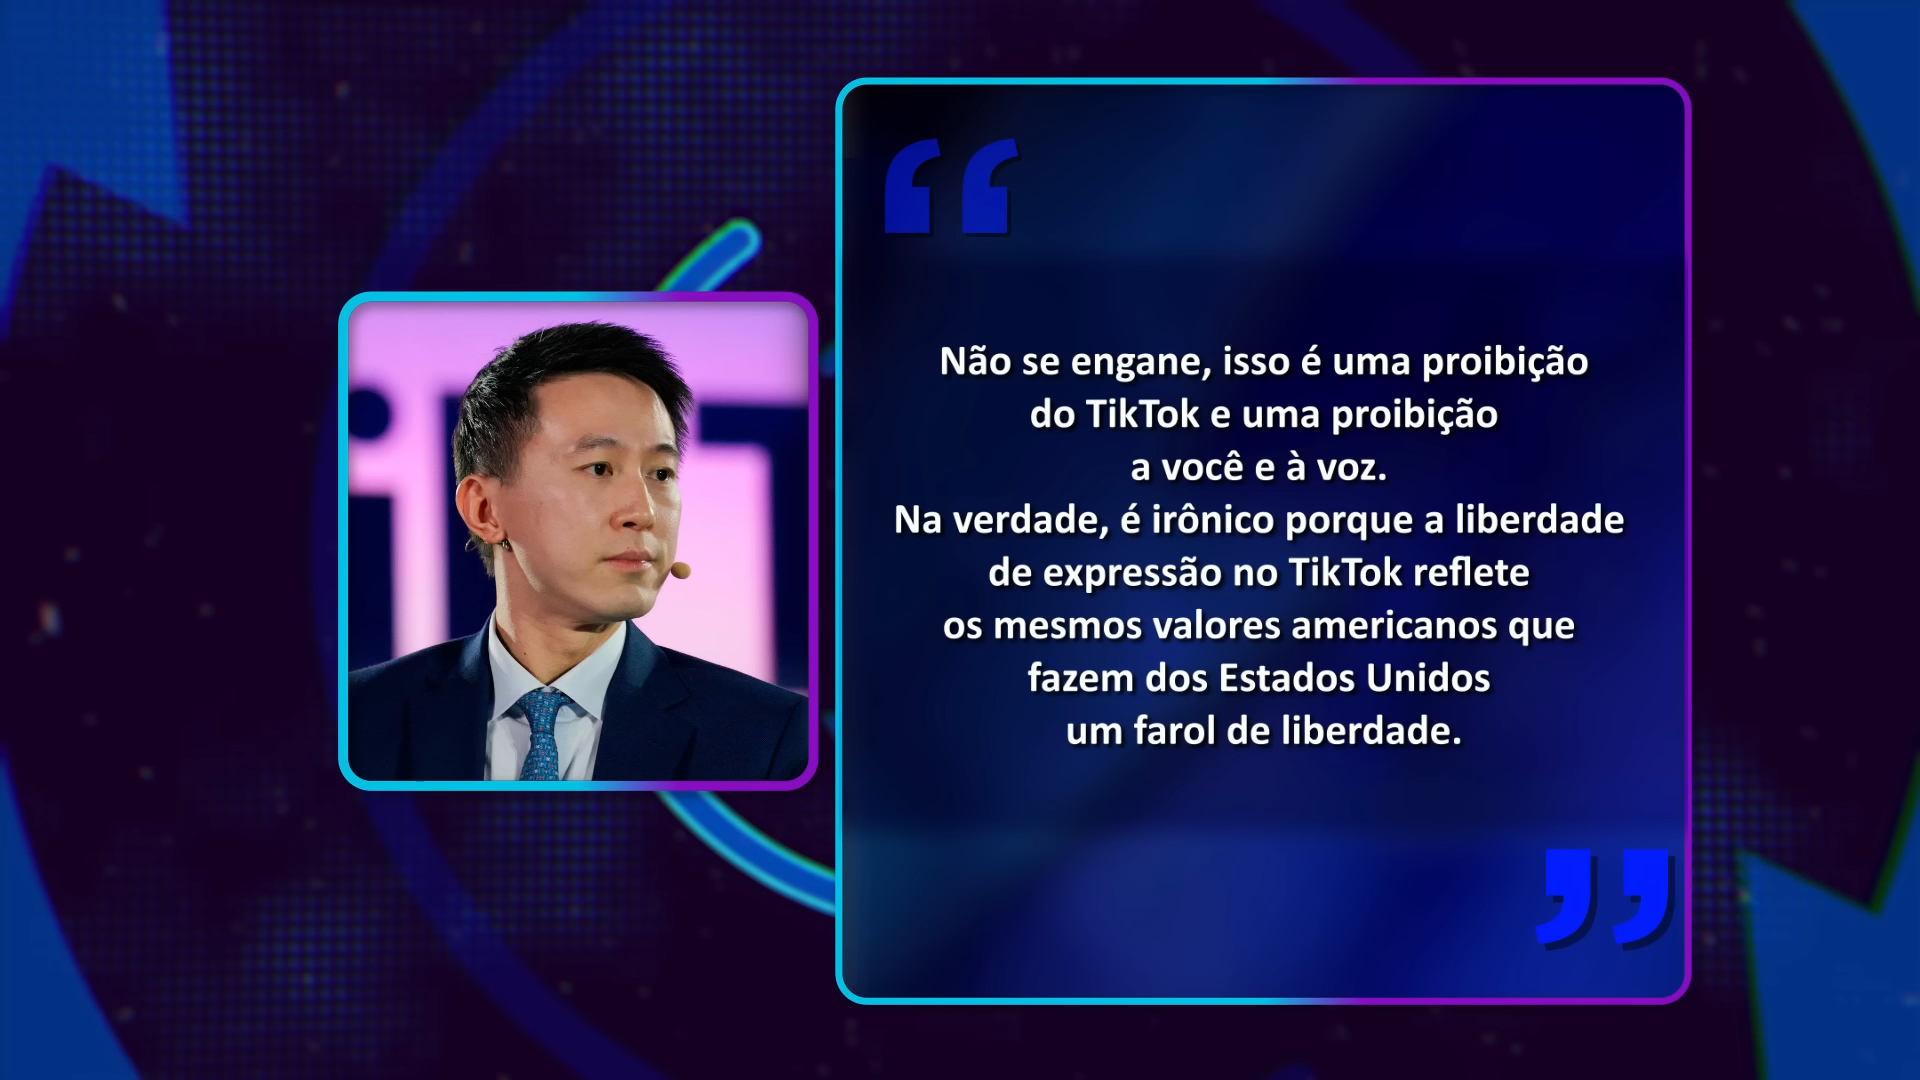 Não se engane, isso é uma proibição
do TikTok e uma proibição
a você e à voz.
Na verdade, é irônico porque a liberdade
de expressão no TikTok reflete
os mesmos valores americanos que
fazem dos Estados Unidos
um farol de liberdade.